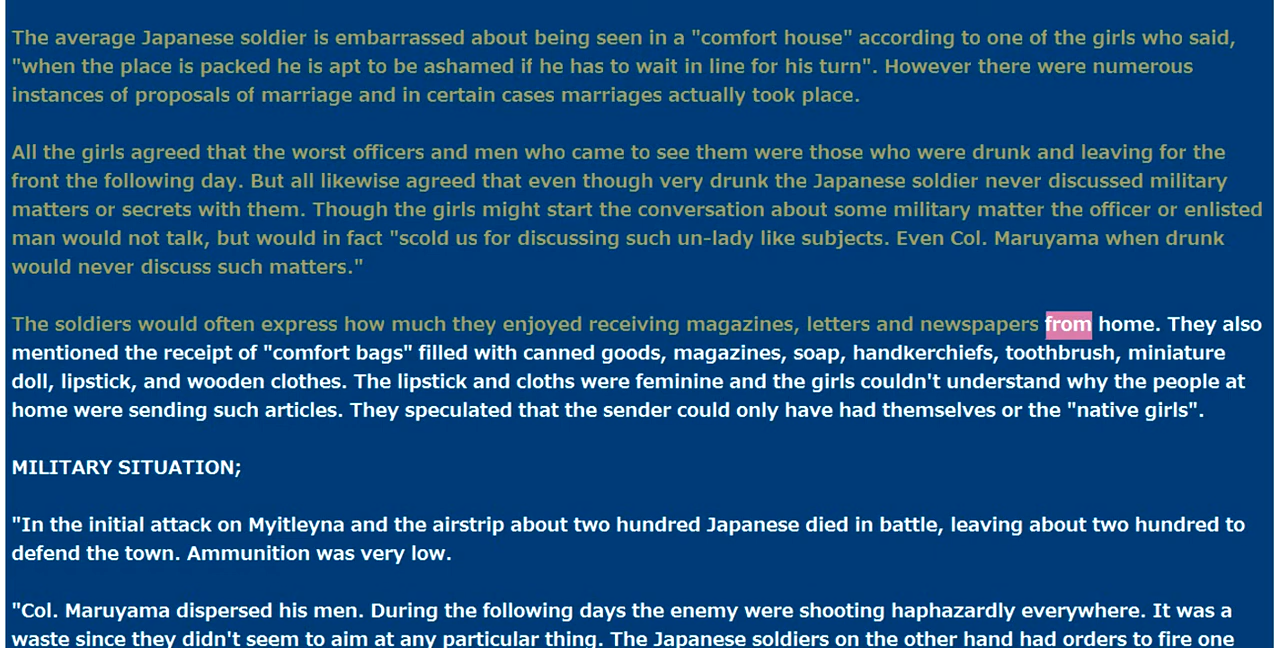 The average Japanese soldier is embarrassed about being seen in a "comfort house" according to one of the girls who said,
"when the place is packed he is apt to be ashamed if he has to wait in line for his turn". However there were numerous
instances of proposals of marriage and in certain cases marriages actually took place.
All the girls agreed that the worst officers and men who came to see them were those who were drunk and leaving for the
front the following day. But all likewise agreed that even though very drunk the Japanese soldier never discussed military
matters or secrets with them. Though the girls might start the conversation about some military matter the officer or enlisted
man would not talk, but would in fact "scold us for discussing such un-lady like subjects. Even Col. Maruyama when drunk
would never discuss such matters."
The soldiers would often express how much they enjoyed receiving magazines, letters and newspapers from home. They also
mentioned the receipt of "comfort bags" filled with canned goods, magazines, soap, handkerchiefs, toothbrush, miniature
doll, lipstick, and wooden clothes. The lipstick and cloths were feminine and the girls couldn't understand why the people at
home were sending such articles. They speculated that the sender could only have had themselves or the "native girls".
MILITARY SITUATION;
"In the initial attack on Myitleyna and the airstrip about two hundred Japanese died in battle, leaving about two hundred to
defend the town. Ammunition was very low.
"Col. Maruyama dispersed his men. During the following days the enemy were shooting haphazardly everywhere. It was a
waste since they didn't seem to aim at any particular thing. The Japanese soldiers on the other hand had orders to fire one